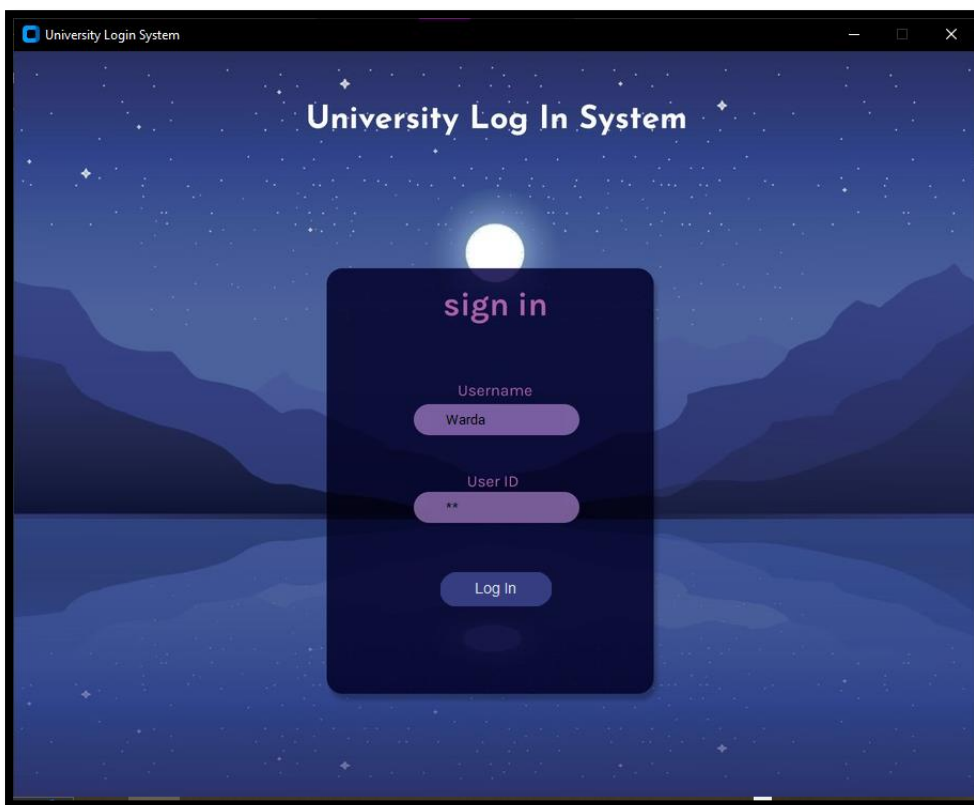 University Login System
University Log In System
sign in
Username
Warda
User ID
**
Log In